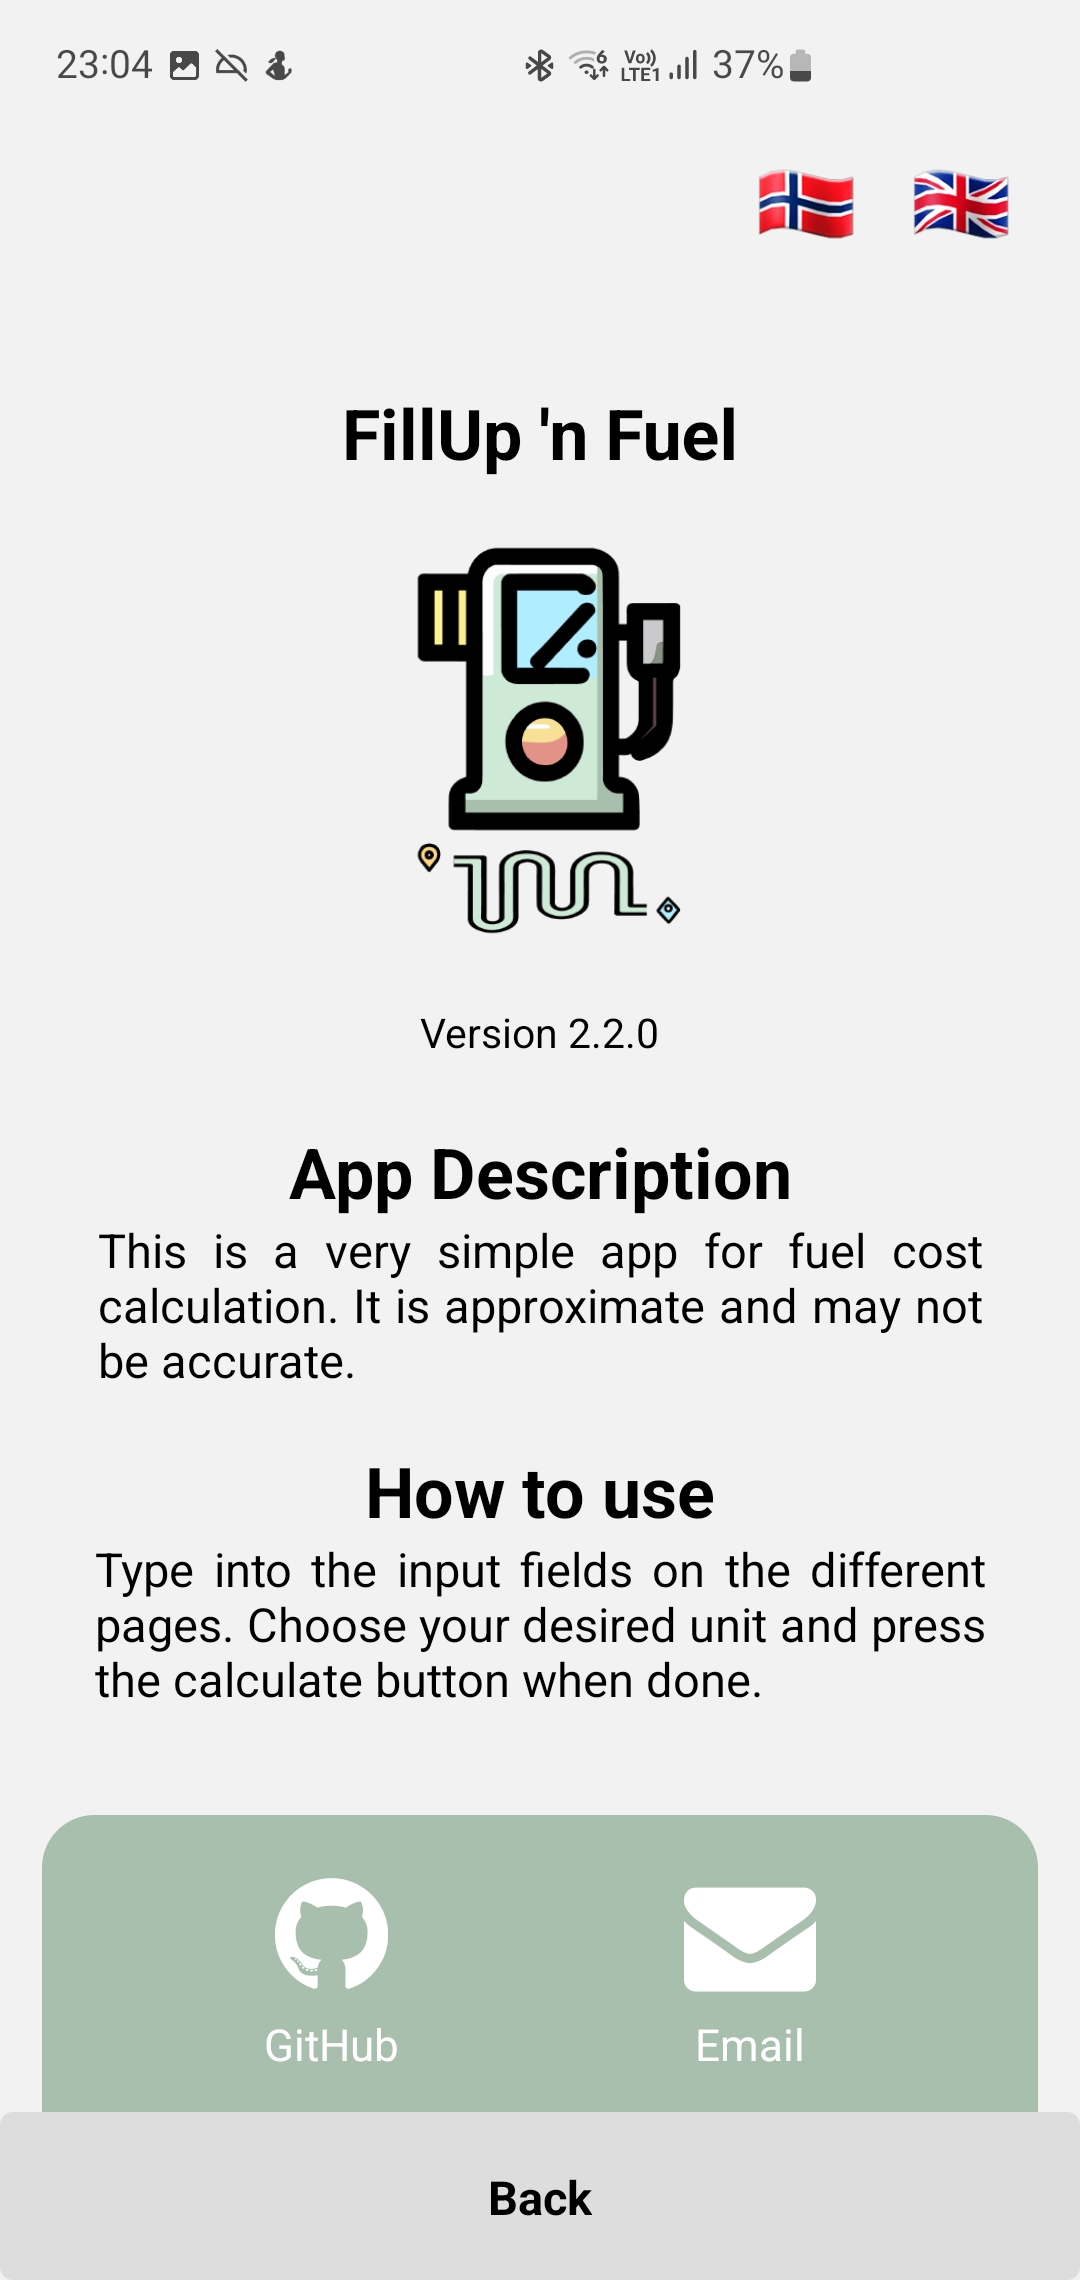 23:04
6 Vo)) LTE1 37%
FillUp 'n Fuel
Version 2.2.0
App Description
This is a very simple app for fuel cost
calculation. It is approximate and may not
be accurate.
How to use
Type into the input fields on the different
pages. Choose your desired unit and press
the calculate button when done.
GitHub Email
Back